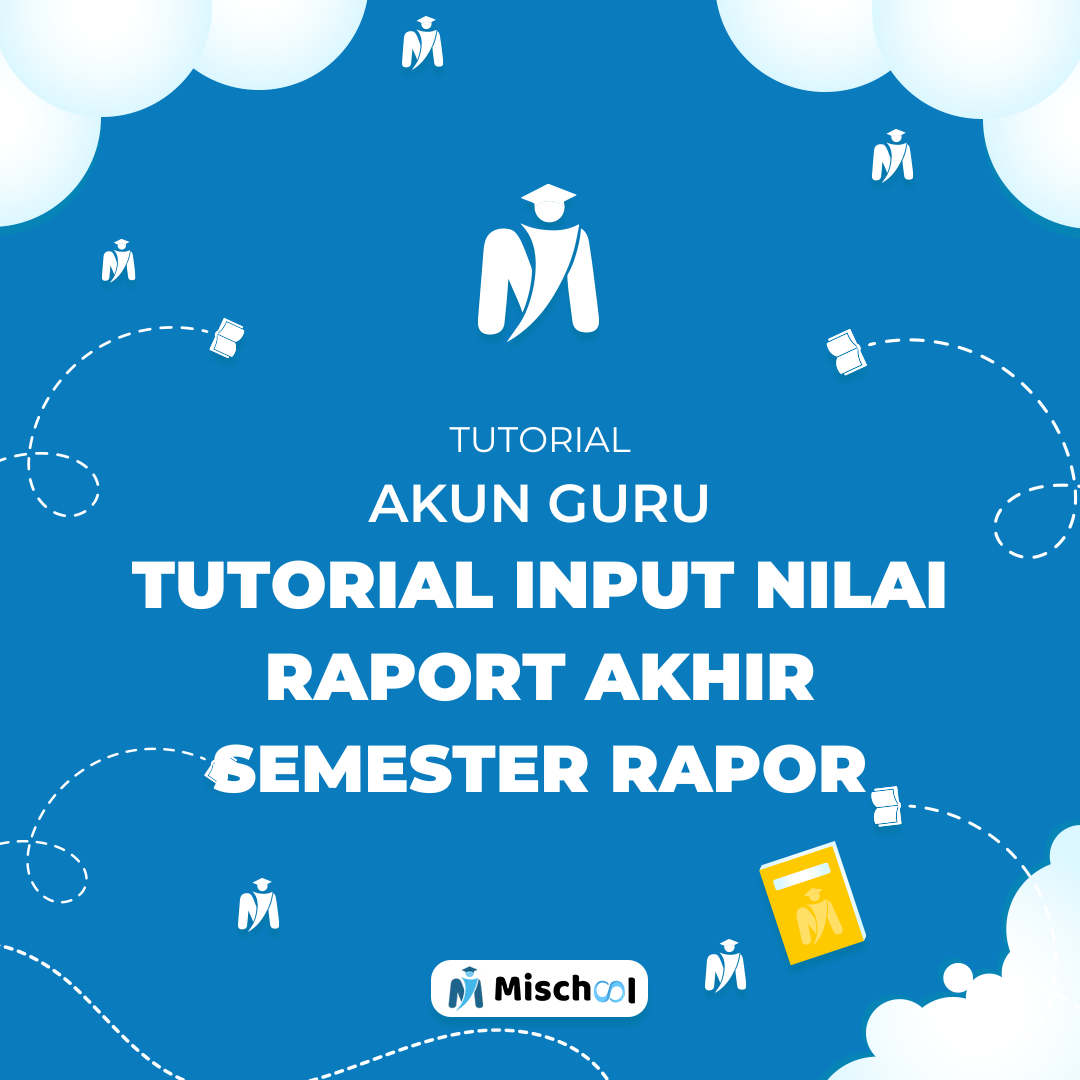 TUTORIAL
AKUN GURU
TUTORIAL INPUT NILAI
RAPORT AKHIR
SEMESTER RAPOR
Mischool